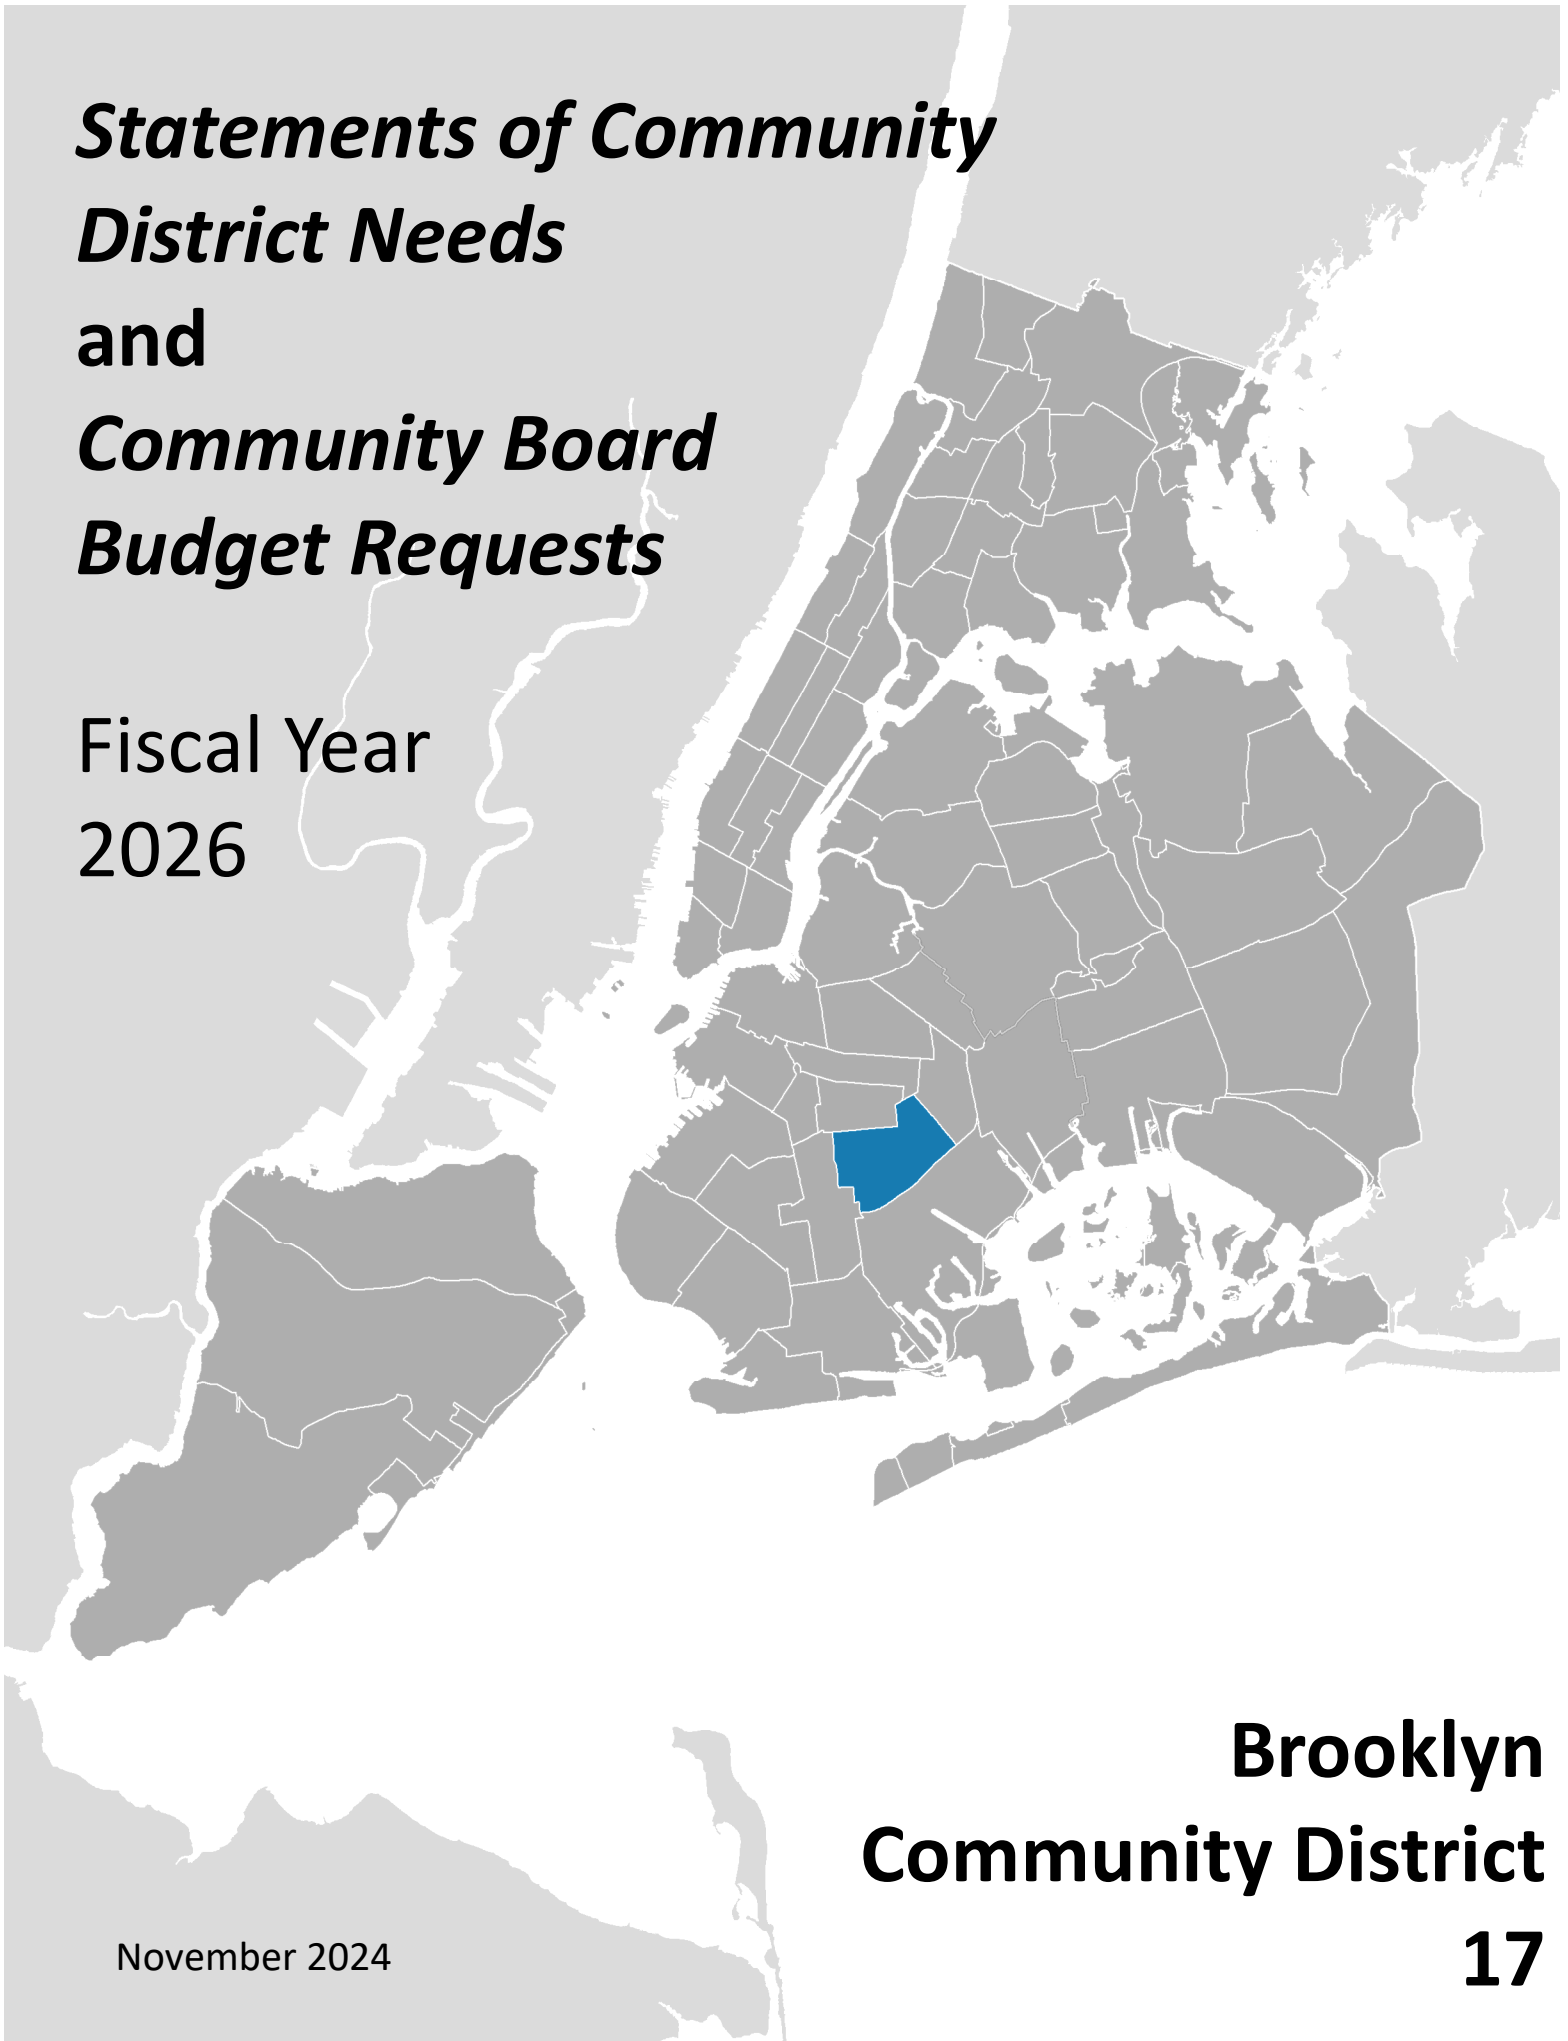 Statements of Community
District Needs
and
Community Board
Budget Requests
Fiscal Year
2026
Brooklyn
Community District
17
November 2024